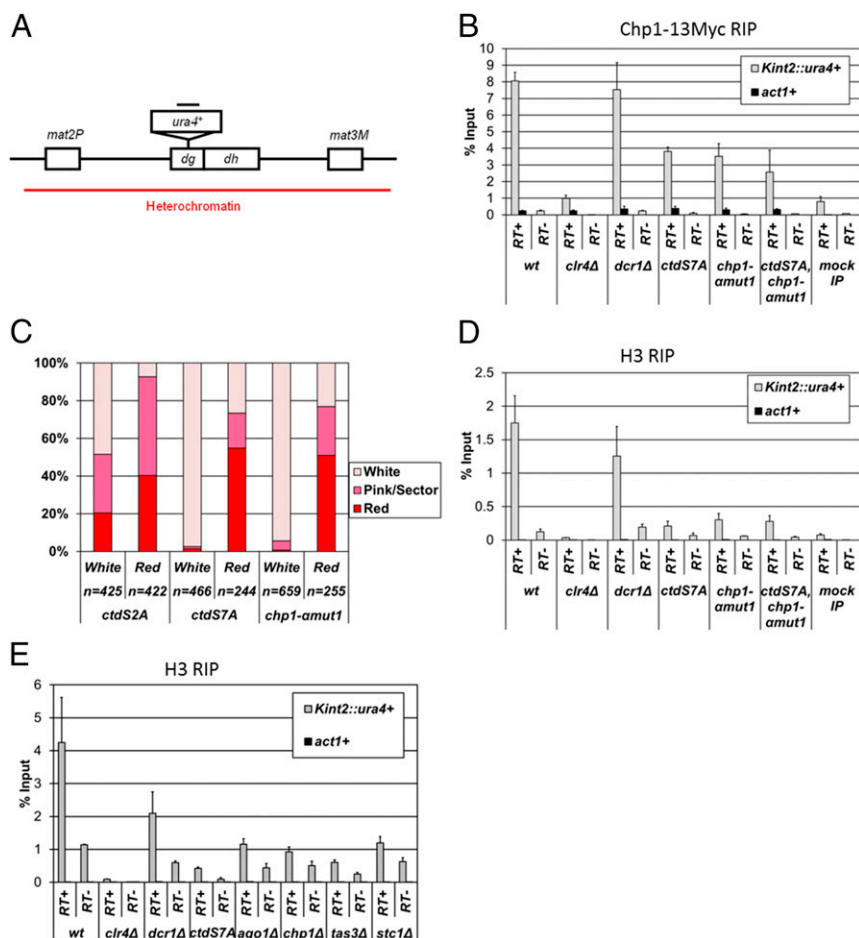 A
ura4+
mat2P
mat3M
dg
dh
Heterochromatin
B
Chp1-13Myc RIP
Kint2::ura4+
act1+
% Input
10
9
8
7
6
5
4
3
2
1
0
RT+ RT- RT+ RT- RT+ RT- RT+ RT- RT+ RT- RT+ RT- RT+ RT-
wt clr4Δ dcr1Δ ctdS7A chp1-αmut1 ctdS7A, chp1-αmut1 mock IP
C
100%
80%
60%
40%
20%
0%
White
Pink/Sector
Red
White Red White Red White Red
n=425 n=422 n=466 n=244 n=659 n=255
ctdS2A ctdS7A chp1-αmut1
D
H3 RIP
Kint2::ura4+
act1+
% Input
2.5
2
1.5
1
0.5
0
RT+ RT- RT+ RT- RT+ RT- RT+ RT- RT+ RT- RT+ RT- RT+ RT-
wt clr4Δ dcr1Δ ctdS7A chp1-αmut1 ctdS7A, chp1-αmut1 mock IP
E
H3 RIP
Kint2::ura4+
act1+
% Input
6
5
4
3
2
1
0
RT+ RT- RT+ RT- RT+ RT- RT+ RT- RT+ RT- RT+ RT- RT+ RT- RT+ RT-
wt clr4Δ dcr1Δ ctdS7A ago1Δ chp1Δ tas3Δ stc1Δ